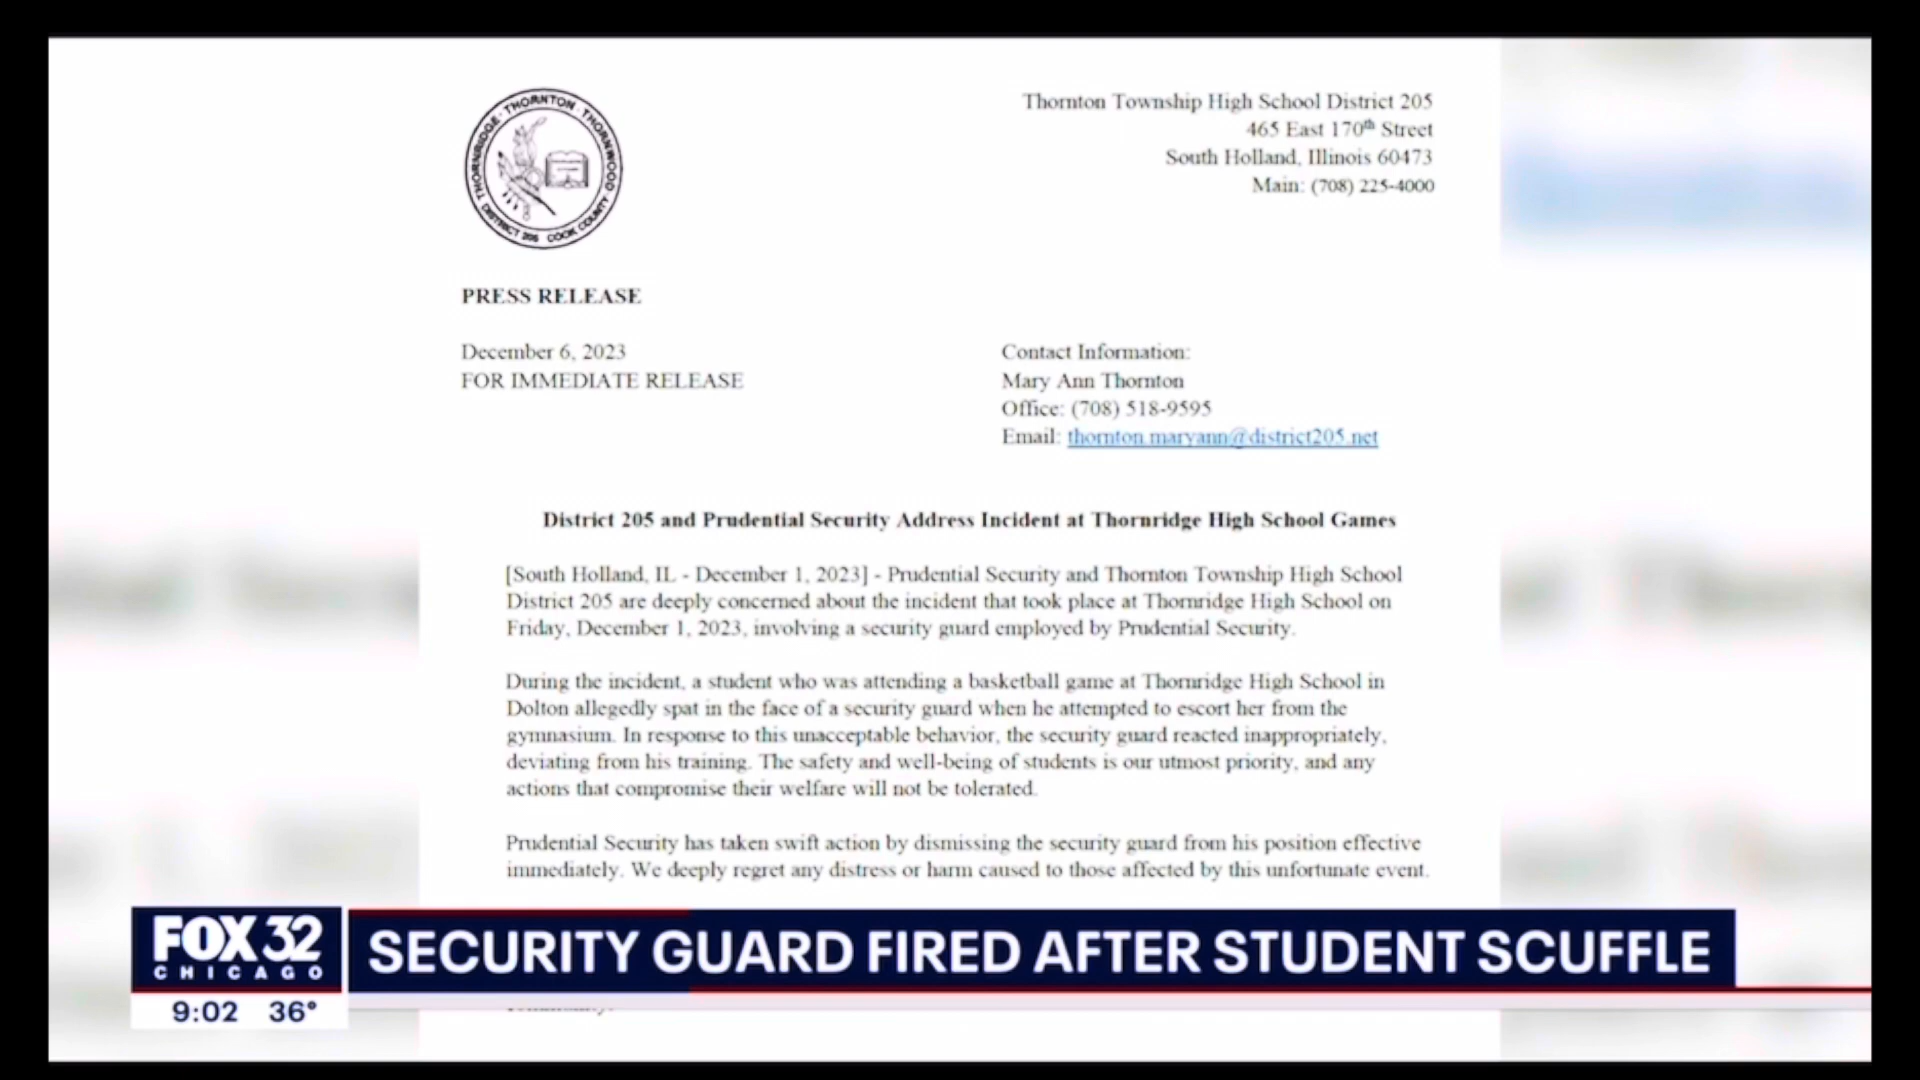 THORNRIDGE · THORNTON · THORNWOOD
DISTRICT 205 COOK COUNTY
Thornton Township High School District 205
465 East 170th Street
South Holland, Illinois 60473
Main: (708) 225-4000
PRESS RELEASE
December 6, 2023
FOR IMMEDIATE RELEASE
Contact Information:
Mary Ann Thornton
Office: (708) 518-9595
Email: thornton.maryann@district205.net
District 205 and Prudential Security Address Incident at Thornridge High School Games
[South Holland, IL - December 1, 2023] - Prudential Security and Thornton Township High School
District 205 are deeply concerned about the incident that took place at Thornridge High School on
Friday, December 1, 2023, involving a security guard employed by Prudential Security.
During the incident, a student who was attending a basketball game at Thornridge High School in
Dolton allegedly spat in the face of a security guard when he attempted to escort her from the
gymnasium. In response to this unacceptable behavior, the security guard reacted inappropriately,
deviating from his training. The safety and well-being of students is our utmost priority, and any
actions that compromise their welfare will not be tolerated.
Prudential Security has taken swift action by dismissing the security guard from his position effective
immediately. We deeply regret any distress or harm caused to those affected by this unfortunate event.
FOX 32
CHICAGO
SECURITY GUARD FIRED AFTER STUDENT SCUFFLE
9:02 36°